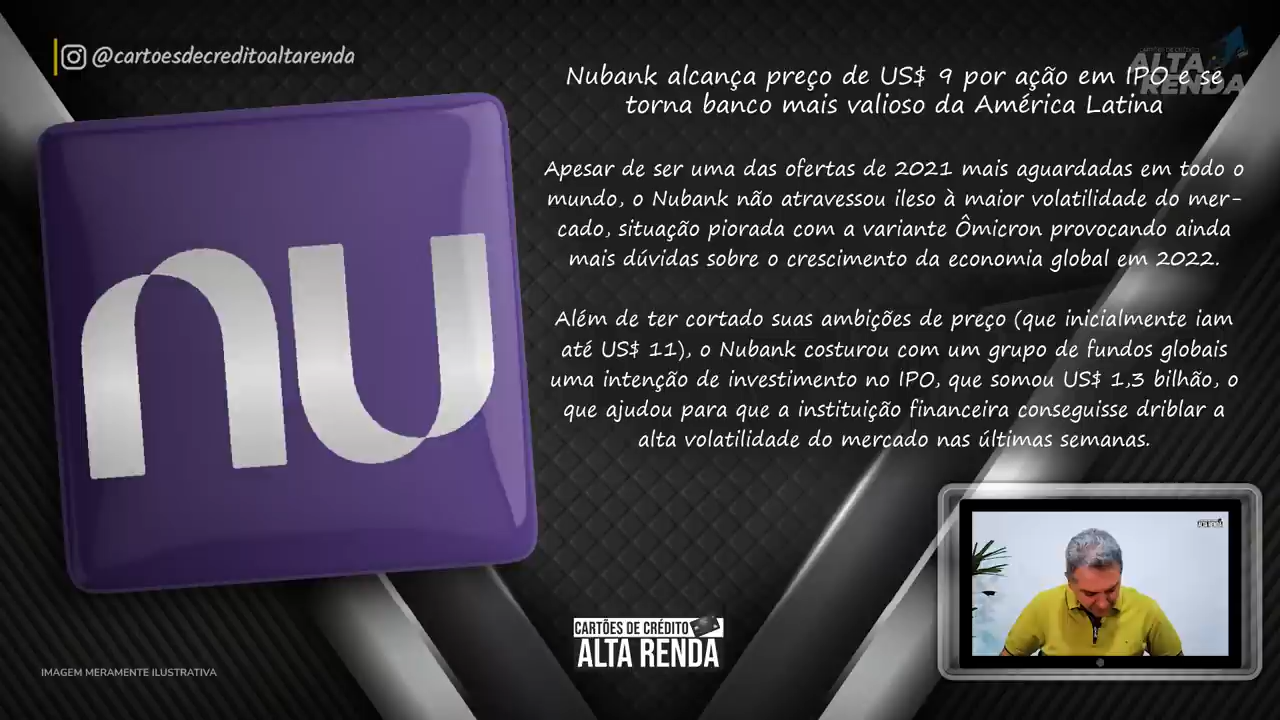 @cartoesdecreditoaltarenda
CARTÕES DE CRÉDITO
ALTA
RENDA
Nubank alcança preço de US$ 9 por ação em IPO e se
torna banco mais valioso da América Latina
Apesar de ser uma das ofertas de 2021 mais aguardadas em todo o
mundo, o Nubank não atravessou ileso à maior volatilidade do mer-
cado, situação piorada com a variante Ômicron provocando ainda
mais dúvidas sobre o crescimento da economia global em 2022.
Além de ter cortado suas ambições de preço (que inicialmente iam
até US$ 11), o Nubank costurou com um grupo de fundos globais
uma intenção de investimento no IPO, que somou US$ 1,3 bilhão, o
que ajudou para que a instituição financeira conseguisse driblar a
alta volatilidade do mercado nas últimas semanas.
nu
CARTÕES DE CRÉDITO
ALTA RENDA
IMAGEM MERAMENTE ILUSTRATIVA